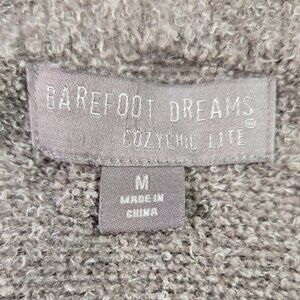 BAREFOOT DREAMS
COZYCHIC LITE®
M
MADE IN
CHINA